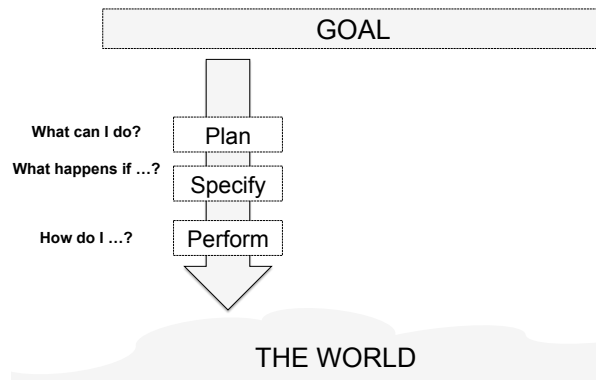 GOAL
What can I do?
Plan
What happens if …?
Specify
How do I …?
Perform
THE WORLD